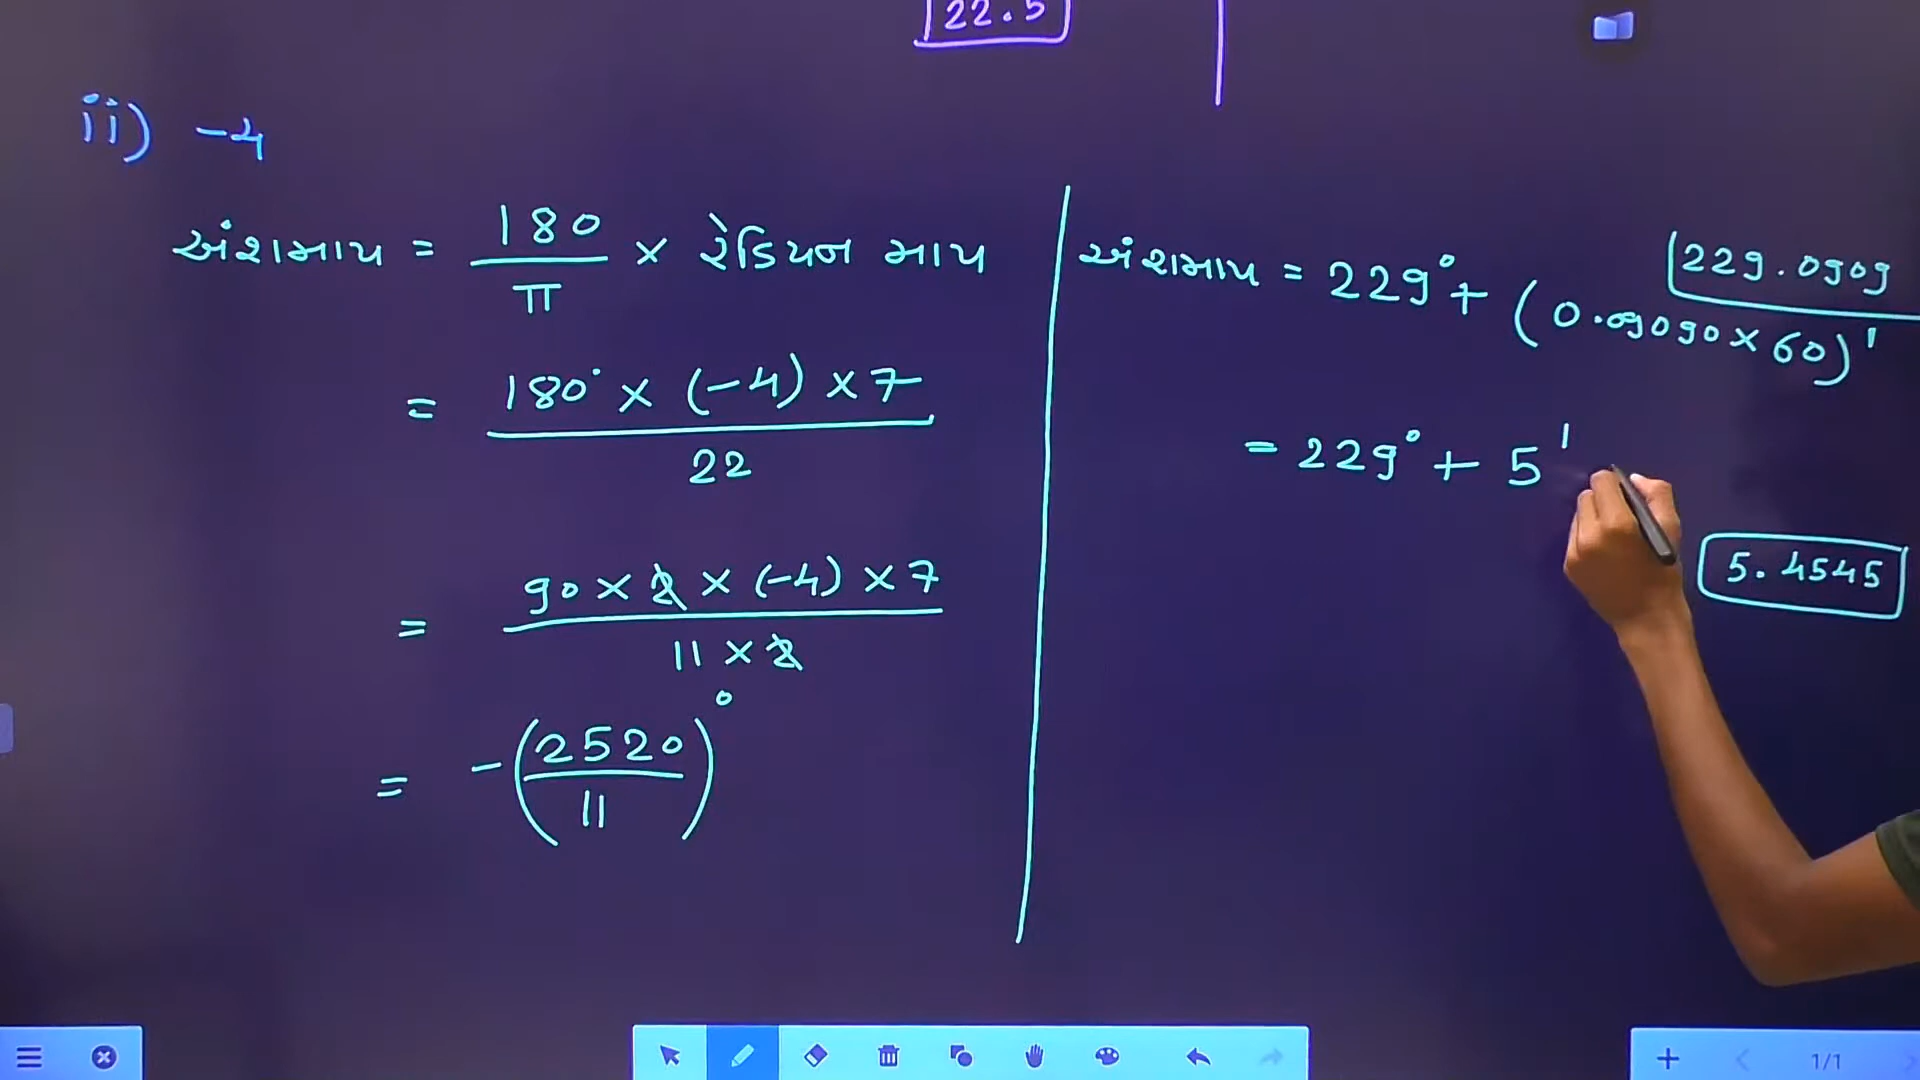 22.5
ii) -4
અંશમાપ = 180/π × રેડિયન માપ
= 180° × (-4) × 7 / 22
= 90 × 2 × (-4) × 7 / 11 × 2
= -(2520/11)°
229.0909
અંશમાપ = 229° + (0.09090 × 60)'
= 229° + 5'
5.4545
1/1